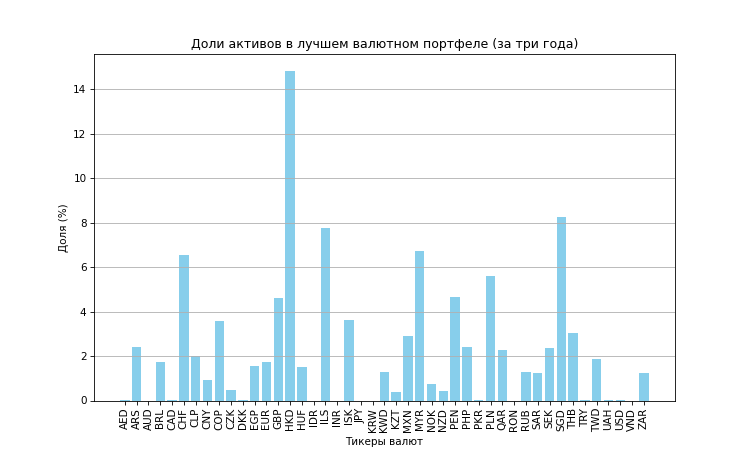 Доли активов в лучшем валютном портфеле (за три года)
Доля (%)
14
12
10
8
6
4
2
0
AED
ARS
AUD
BRL
CAD
CHF
CLP
CNY
COP
CZK
DKK
EGP
EUR
GBP
HKD
HUF
IDR
ILS
INR
ISK
JPY
KRW
KWD
KZT
MXN
MYR
NOK
NZD
PEN
PHP
PKR
PLN
QAR
RON
RUB
SAR
SEK
SGD
THB
TRY
TWD
UAH
USD
VND
ZAR
Тикеры валют